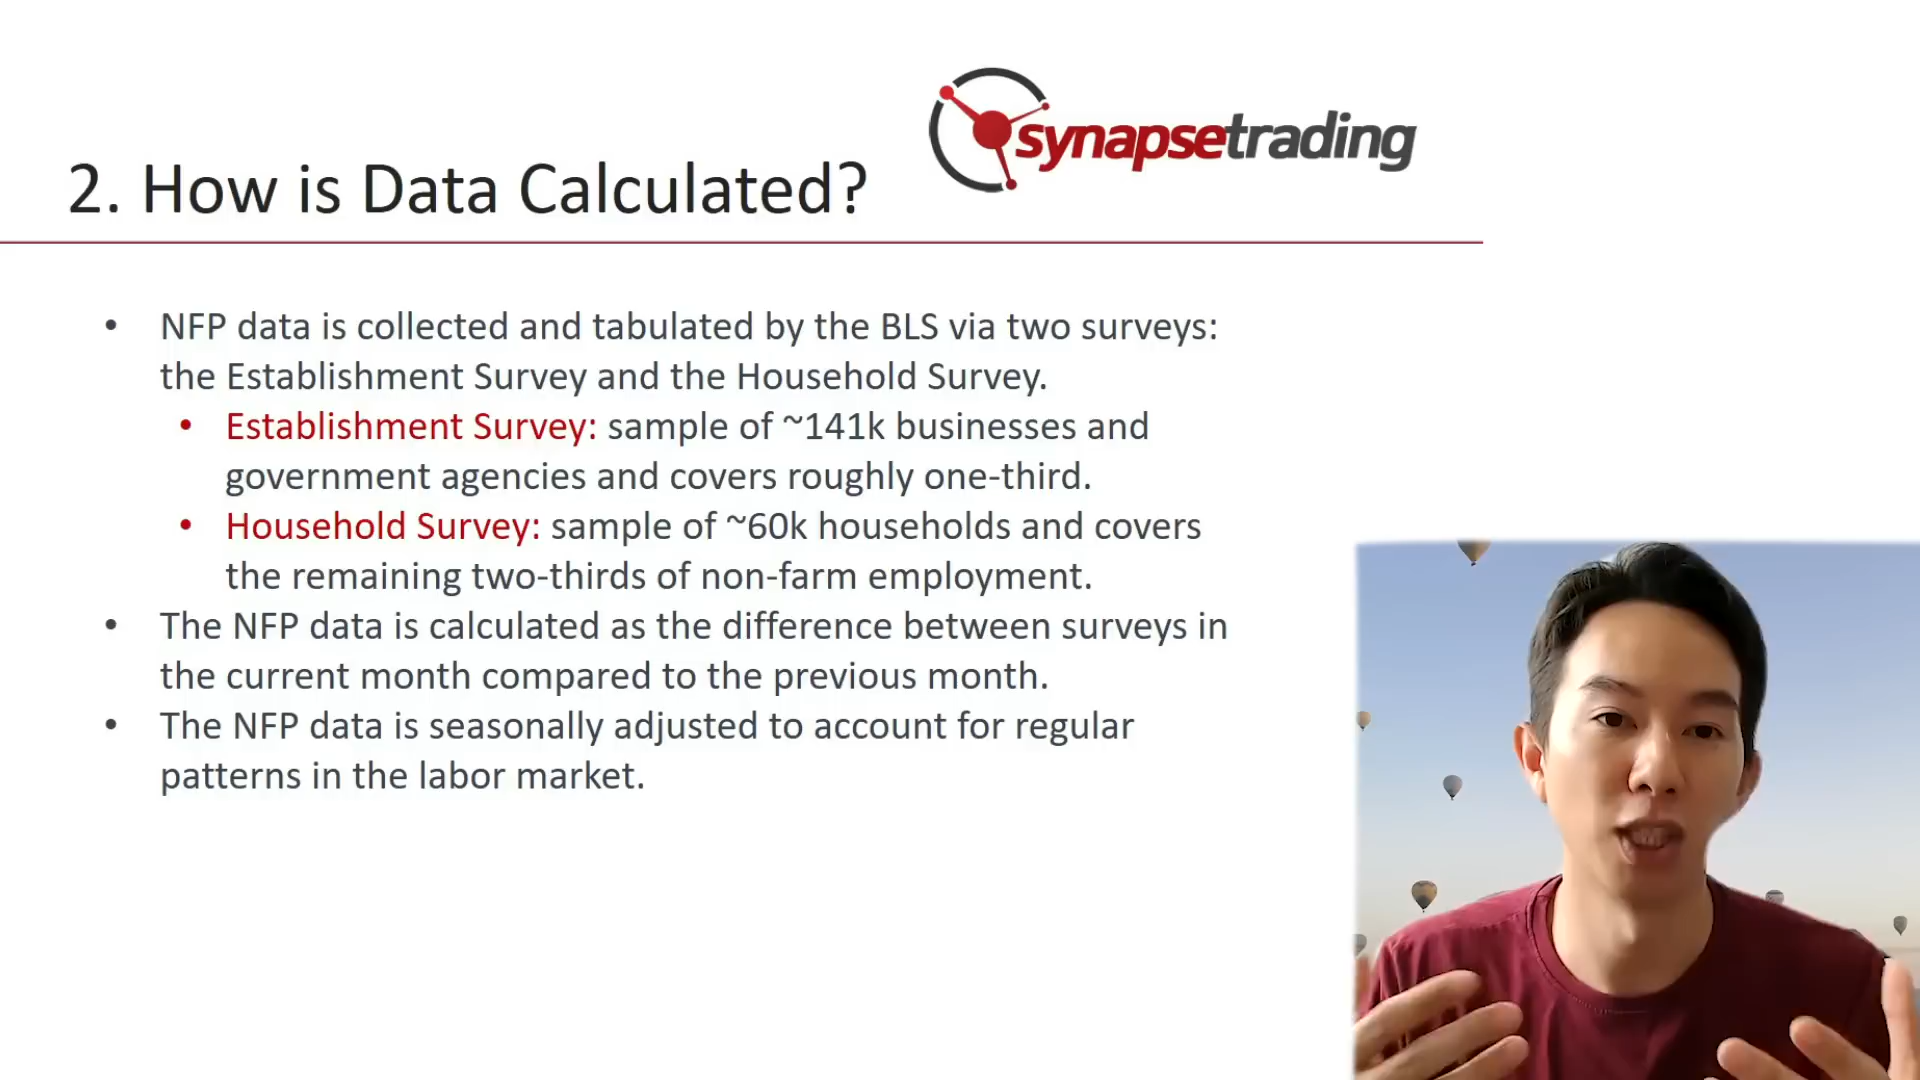 synapsetrading
2. How is Data Calculated?
• NFP data is collected and tabulated by the BLS via two surveys:
the Establishment Survey and the Household Survey.
• Establishment Survey: sample of ~141k businesses and
government agencies and covers roughly one-third.
• Household Survey: sample of ~60k households and covers
the remaining two-thirds of non-farm employment.
• The NFP data is calculated as the difference between surveys in
the current month compared to the previous month.
• The NFP data is seasonally adjusted to account for regular
patterns in the labor market.